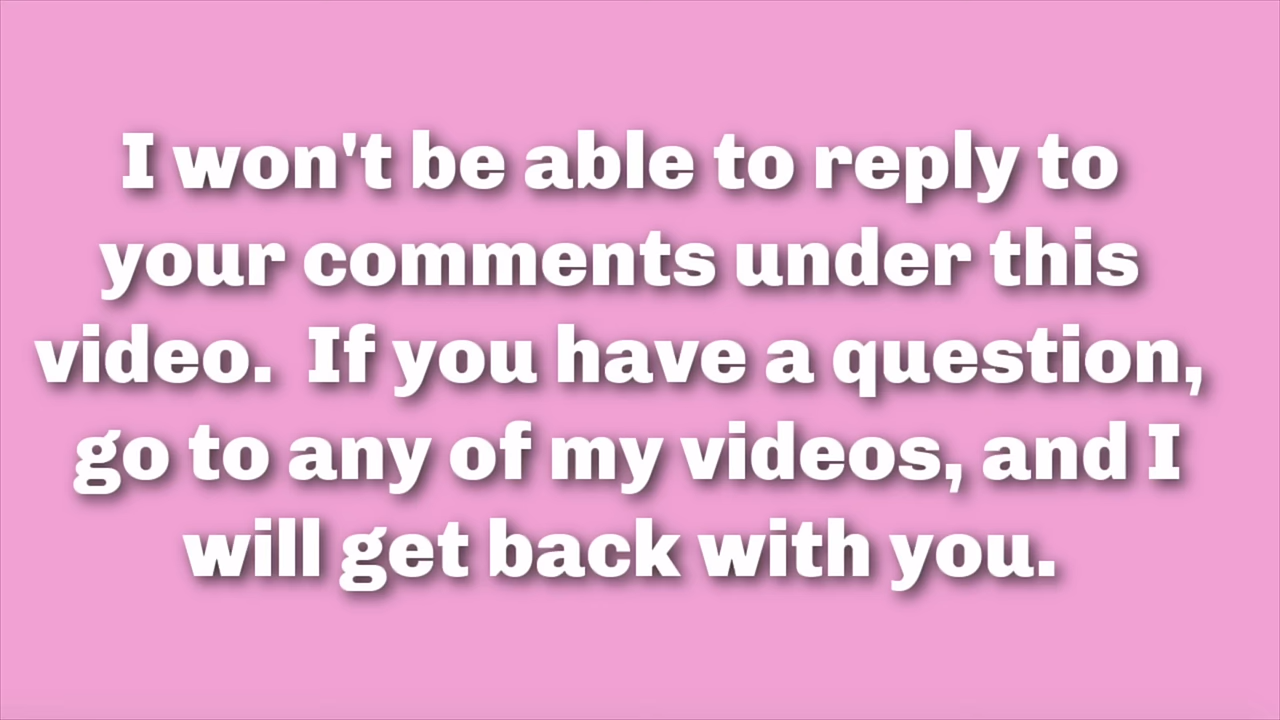 I won't be able to reply to
your comments under this
video.  If you have a question,
go to any of my videos, and I
will get back with you.